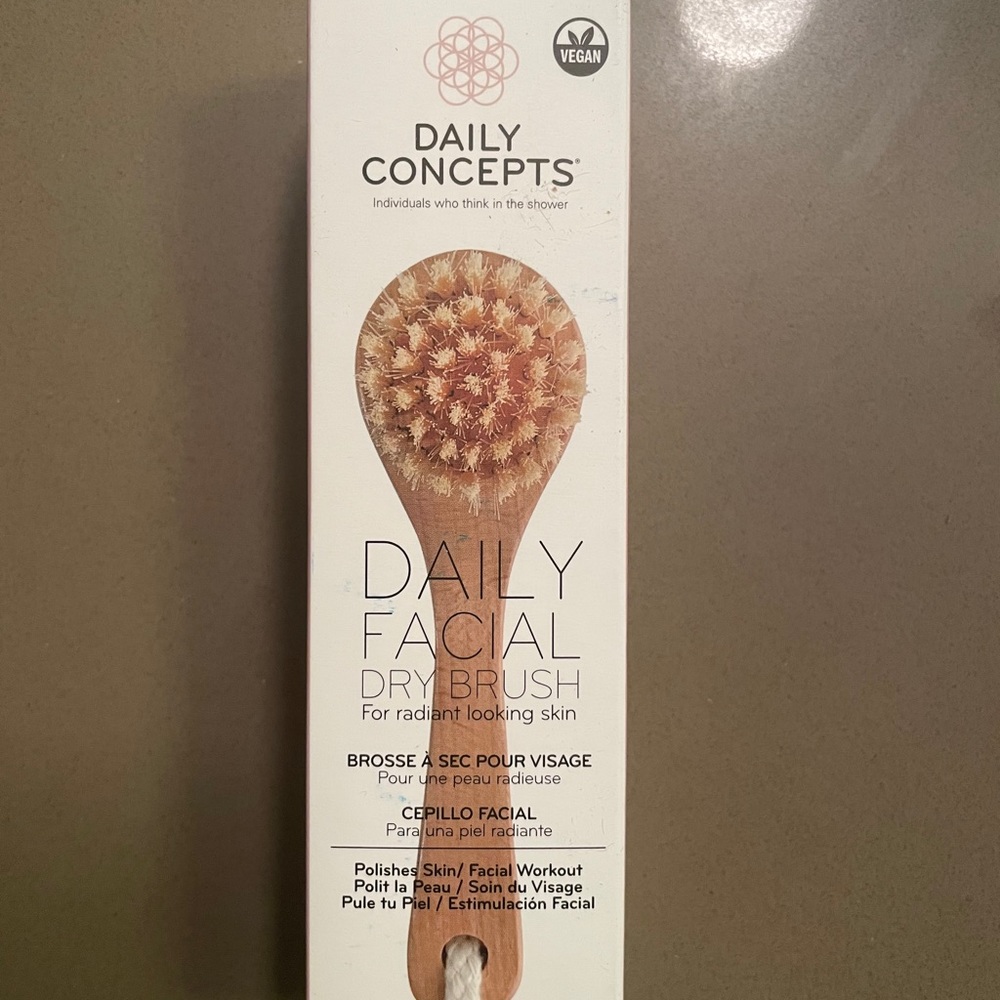 VEGAN
DAILY
CONCEPTS®
Individuals who think in the shower
DAILY
FACIAL
DRY BRUSH
For radiant looking skin
BROSSE À SEC POUR VISAGE
Pour une peau radieuse
CEPILLO FACIAL
Para una piel radiante
Polishes Skin/ Facial Workout
Polit la Peau / Soin du Visage
Pule tu Piel / Estimulación Facial